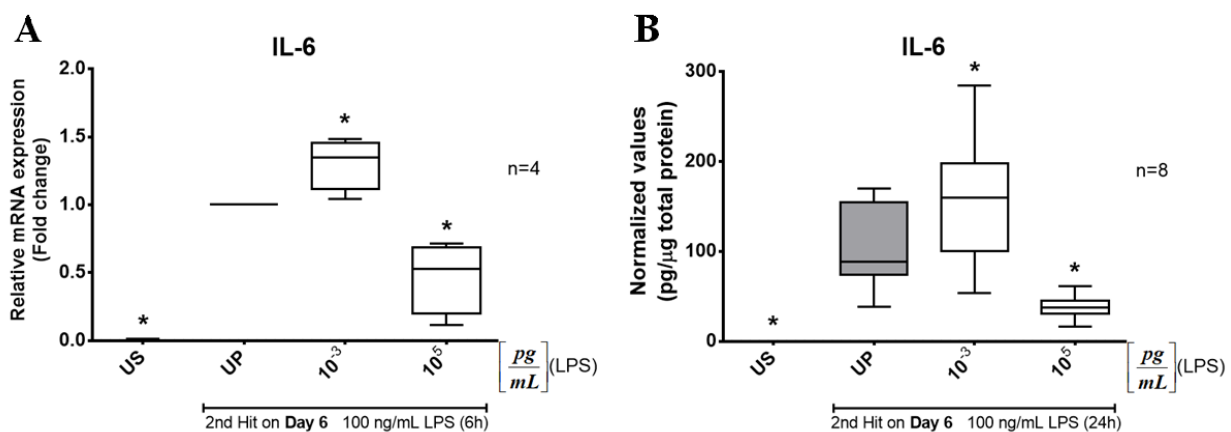 A
IL-6
Relative mRNA expression
(Fold change)
2.0
1.5
1.0
0.5
0.0
*
*
*
n=4
US
UP
10⁻³
10⁵
[pg/mL] (LPS)
2nd Hit on Day 6 100 ng/mL LPS (6h)
B
IL-6
Normalized values
(pg/μg total protein)
300
200
100
0
*
*
*
n=8
US
UP
10⁻³
10⁵
[pg/mL] (LPS)
2nd Hit on Day 6 100 ng/mL LPS (24h)